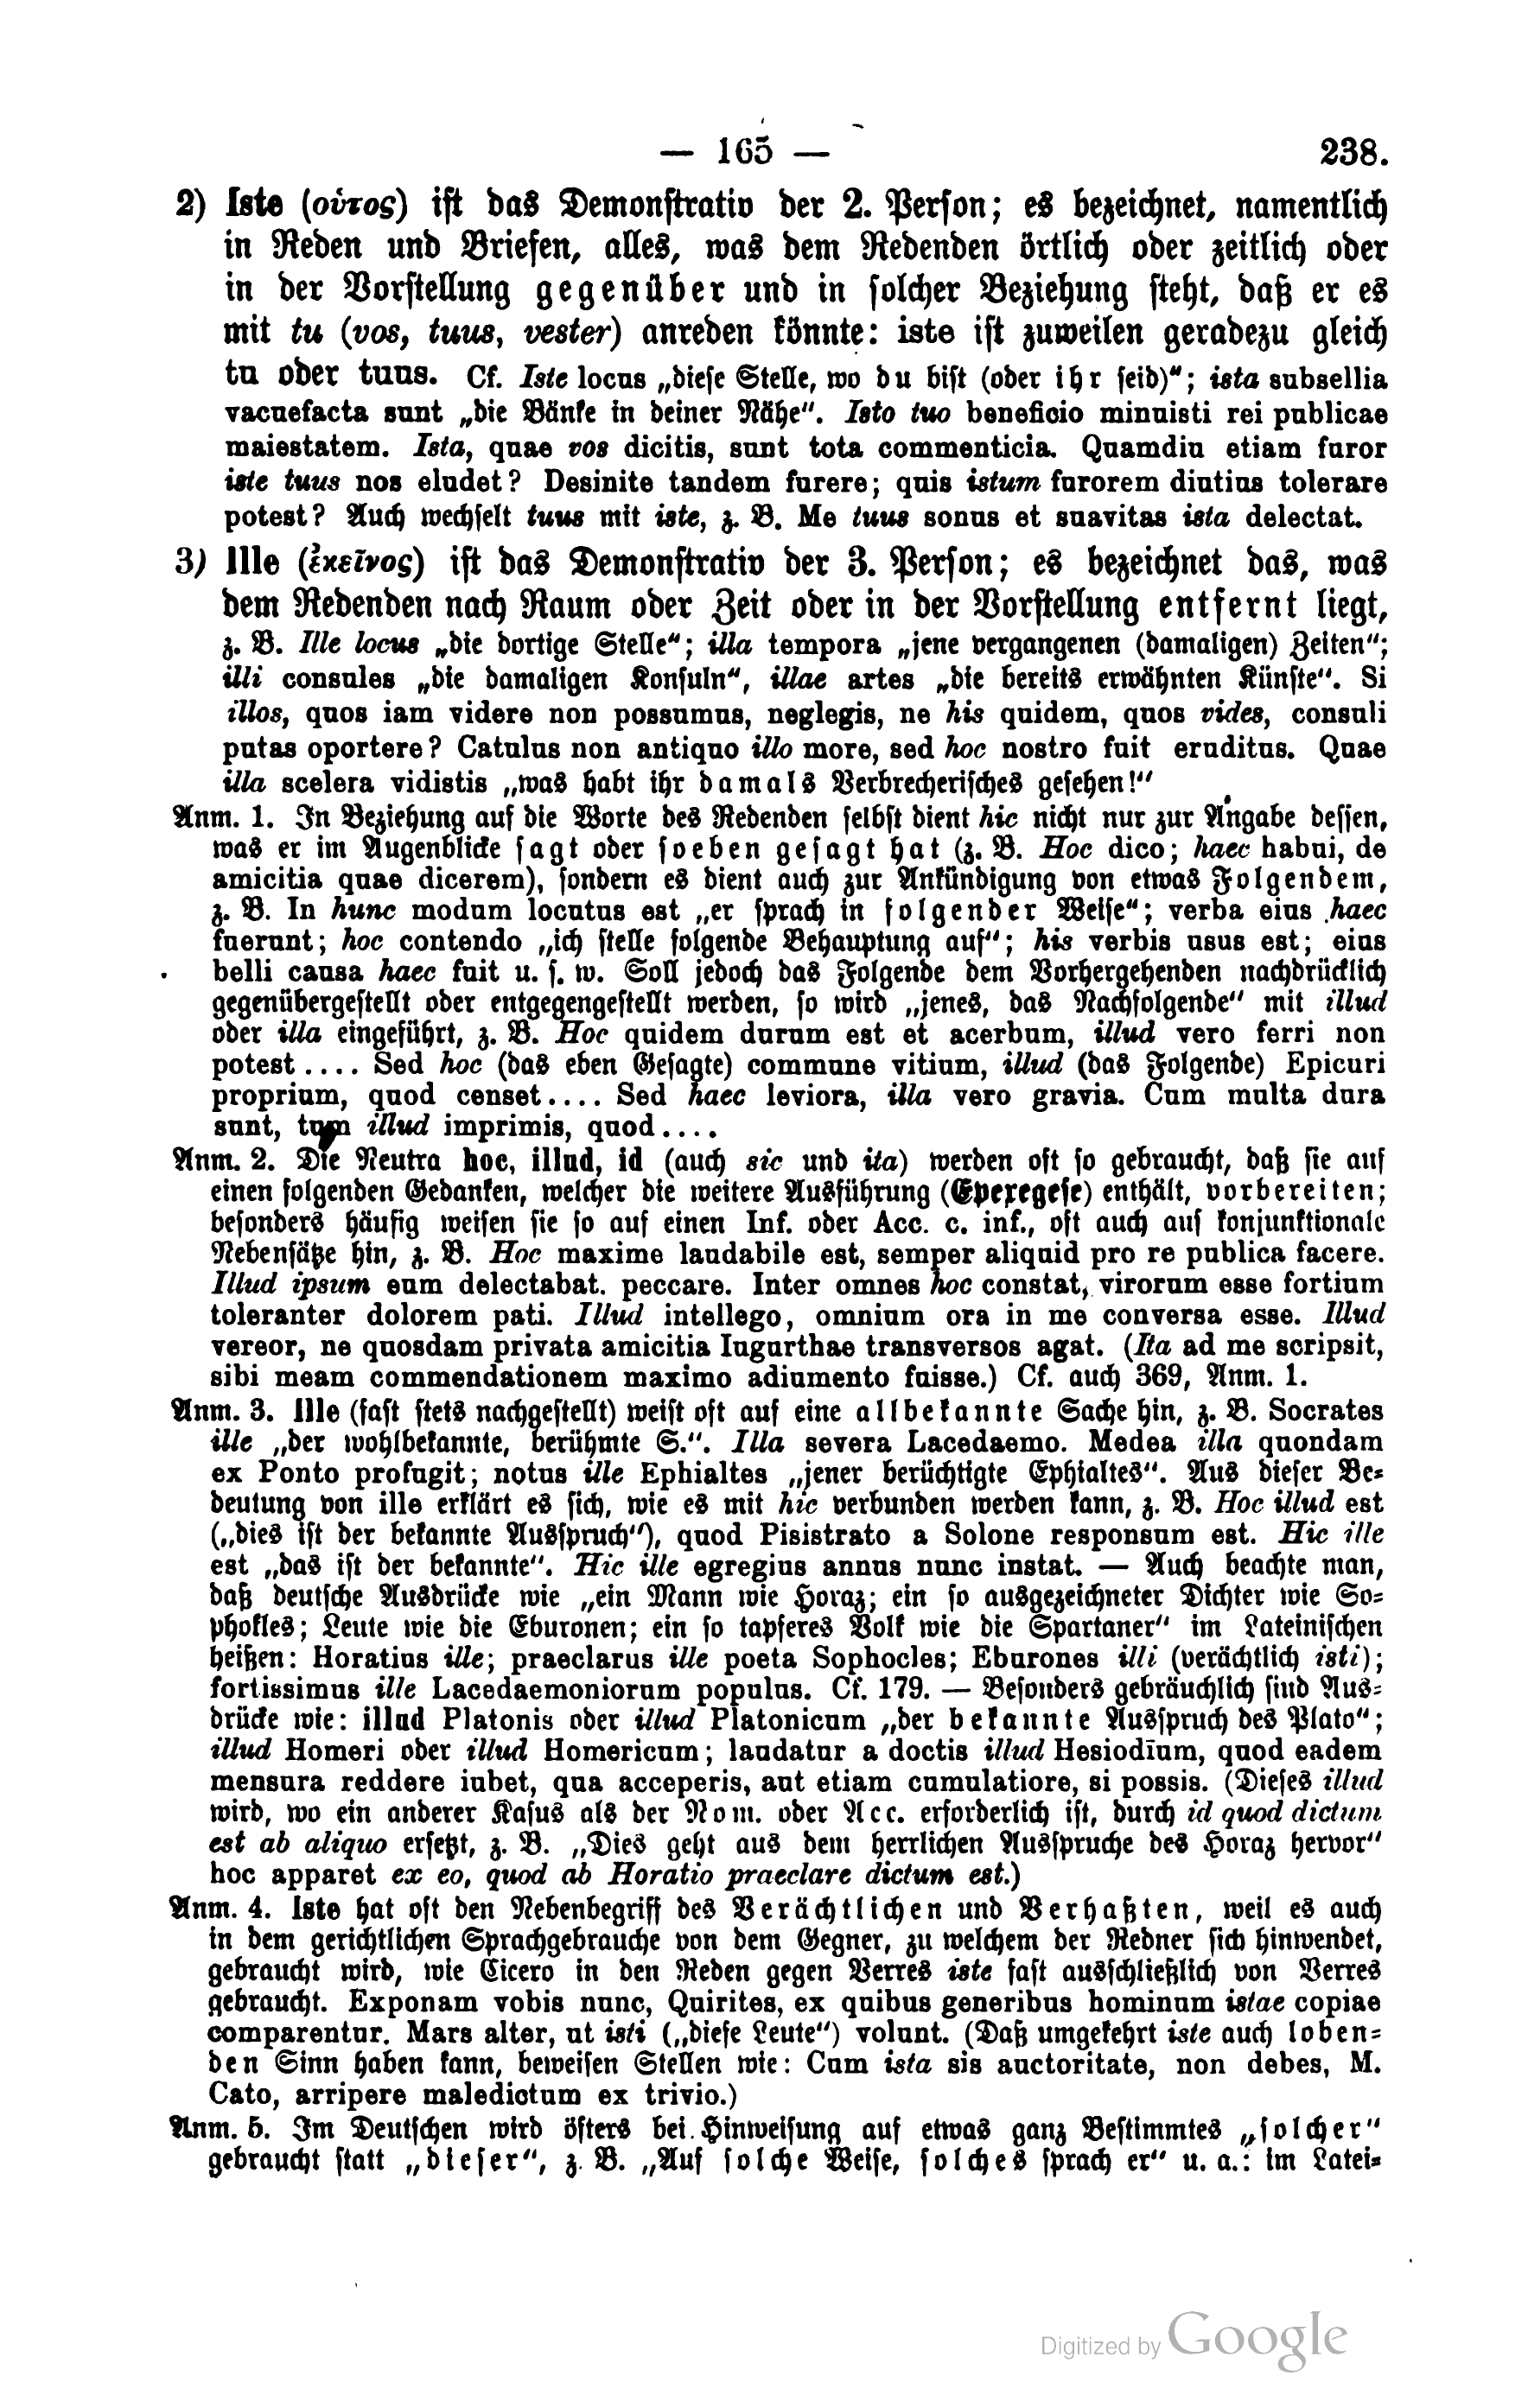 — 165 — 238.
2) Iste (οὗτος) ist das Demonstrativ der 2. Person; es bezeichnet, namentlich
in Reden und Briefen, alles, was dem Redenden örtlich oder zeitlich oder
in der Vorstellung gegenüber und in solcher Beziehung steht, daß er es
mit tu (vos, tuus, vester) anreden könnte: iste ist zuweilen geradezu gleich
tu oder tuus. Cf. Iste locus „diese Stelle, wo du bist (oder ihr seid)“; ista subsellia
vacuefacta sunt „die Bänke in deiner Nähe“. Isto tuo beneficio minuisti rei publicae
maiestatem. Ista, quae vos dicitis, sunt tota commenticia. Quamdiu etiam furor
iste tuus nos eludet? Desinite tandem furere; quis istum furorem diutius tolerare
potest? Auch wechselt tuus mit iste, z. B. Me tuus sonus et suavitas ista delectat.
3) Ille (ἐκεῖνος) ist das Demonstrativ der 3. Person; es bezeichnet das, was
dem Redenden nach Raum oder Zeit oder in der Vorstellung entfernt liegt,
z. B. Ille locus „die dortige Stelle“; illa tempora „jene vergangenen (damaligen) Zeiten“;
illi consules „die damaligen Konsuln“, illae artes „die bereits erwähnten Künste“. Si
illos, quos iam videre non possumus, neglegis, ne his quidem, quos vides, consuli
putas oportere? Catulus non antiquo illo more, sed hoc nostro fuit eruditus. Quae
illa scelera vidistis „was habt ihr damals Verbrecherisches gesehen!“
Anm. 1. In Beziehung auf die Worte des Redenden selbst dient hic nicht nur zur Angabe dessen,
was er im Augenblicke sagt oder soeben gesagt hat (z. B. Hoc dico; haec habui, de
amicitia quae dicerem), sondern es dient auch zur Ankündigung von etwas Folgendem,
z. B. In hunc modum locutus est „er sprach in folgender Weise“; verba eius haec
fuerunt; hoc contendo „ich stelle folgende Behauptung auf“; his verbis usus est; eius
belli causa haec fuit u. s. w. Soll jedoch das Folgende dem Vorhergehenden nachdrücklich
gegenübergestellt oder entgegengestellt werden, so wird „jenes, das Nachfolgende“ mit illud
oder illa eingeführt, z. B. Hoc quidem durum est et acerbum, illud vero ferri non
potest.... Sed hoc (das eben Gesagte) commune vitium, illud (das Folgende) Epicuri
proprium, quod censet.... Sed haec leviora, illa vero gravia. Cum multa dura
sunt, tum illud imprimis, quod....
Anm. 2. Die Neutra hoc, illud, id (auch sic und ita) werden oft so gebraucht, daß sie auf
einen folgenden Gedanken, welcher die weitere Ausführung (Eperegese) enthält, vorbereiten;
besonders häufig weisen sie so auf einen Inf. oder Acc. c. inf., oft auch auf konjunktionale
Nebensätze hin, z. B. Hoc maxime laudabile est, semper aliquid pro re publica facere.
Illud ipsum eum delectabat. peccare. Inter omnes hoc constat, virorum esse fortium
toleranter dolorem pati. Illud intellego, omnium ora in me conversa esse. Illud
vereor, ne quosdam privata amicitia Iugurthae transversos agat. (Ita ad me scripsit,
sibi meam commendationem maximo adiumento fuisse.) Cf. auch 369, Anm. 1.
Anm. 3. Ille (fast stets nachgestellt) weist oft auf eine allbekannte Sache hin, z. B. Socrates
ille „der wohlbekannte, berühmte S.“. Illa severa Lacedaemo. Medea illa quondam
ex Ponto profugit; notus ille Ephialtes „jener berüchtigte Ephialtes“. Aus dieser Be-
deutung von ille erklärt es sich, wie es mit hic verbunden werden kann, z. B. Hoc illud est
(„dies ist der bekannte Ausspruch“), quod Pisistrato a Solone responsum est. Hic ille
est „das ist der bekannte“. Hic ille egregius annus nunc instat. — Auch beachte man,
daß deutsche Ausdrücke wie „ein Mann wie Horaz; ein so ausgezeichneter Dichter wie So-
phokles; Leute wie die Eburonen; ein so tapferes Volk wie die Spartaner“ im Lateinischen
heißen: Horatius ille; praeclarus ille poeta Sophocles; Eburones illi (verächtlich isti);
fortissimus ille Lacedaemoniorum populus. Cf. 179. — Besonders gebräuchlich sind Aus-
drücke wie: illud Platonis oder illud Platonicum „der bekannte Ausspruch des Plato“;
illud Homeri oder illud Homericum; laudatur a doctis illud Hesiodīum, quod eadem
mensura reddere iubet, qua acceperis, aut etiam cumulatiore, si possis. (Dieses illud
wird, wo ein anderer Kasus als der Nom. oder Acc. erforderlich ist, durch id quod dictum
est ab aliquo ersetzt, z. B. „Dies geht aus dem herrlichen Ausspruche des Horaz hervor“
hoc apparet ex eo, quod ab Horatio praeclare dictum est.)
Anm. 4. Iste hat oft den Nebenbegriff des Verächtlichen und Verhaßten, weil es auch
in dem gerichtlichen Sprachgebrauche von dem Gegner, zu welchem der Redner sich hinwendet,
gebraucht wird, wie Cicero in den Reden gegen Verres iste fast ausschließlich von Verres
gebraucht. Exponam vobis nunc, Quirites, ex quibus generibus hominum istae copiae
comparentur. Mars alter, ut isti („diese Leute“) volunt. (Daß umgekehrt iste auch loben-
den Sinn haben kann, beweisen Stellen wie: Cum ista sis auctoritate, non debes, M.
Cato, arripere maledictum ex trivio.)
Anm. 5. Im Deutschen wird öfters bei Hinweisung auf etwas ganz Bestimmtes „solcher“
gebraucht statt „dieser“, z. B. „Auf solche Weise, solches sprach er“ u. a.: im Latei-
Digitized by Google